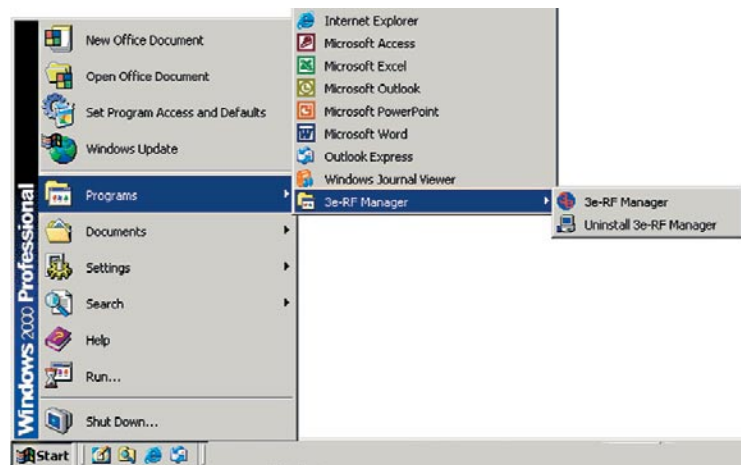 Windows 2000 Professional
New Office Document
Open Office Document
Set Program Access and Defaults
Windows Update
Programs
Documents
Settings
Search
Help
Run...
Shut Down...
Start
Internet Explorer
Microsoft Access
Microsoft Excel
Microsoft Outlook
Microsoft PowerPoint
Microsoft Word
Outlook Express
Windows Journal Viewer
3e-RF Manager
3e-RF Manager
Uninstall 3e-RF Manager